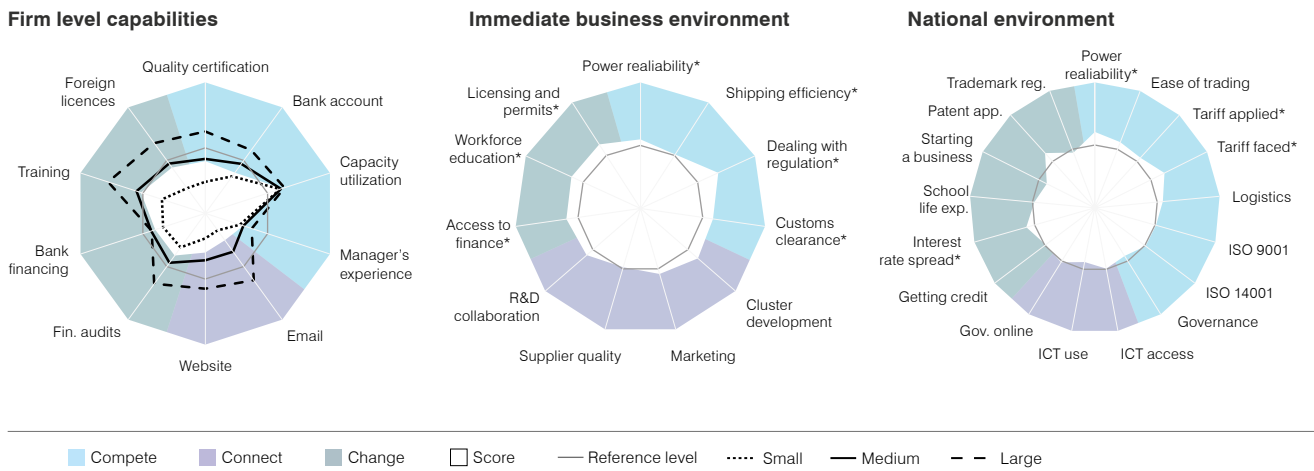 Firm level capabilities
Immediate business environment
National environment
Quality certification
Bank account
Capacity
utilization
Manager's
experience
Email
Website
Fin. audits
Bank
financing
Training
Foreign
licences
Power realiability*
Shipping efficiency*
Dealing with
regulation*
Customs
clearance*
Cluster
development
Marketing
Supplier quality
R&D
collaboration
Access to
finance*
Workforce
education*
Licensing and
permits*
Power
realiability*
Ease of trading
Tariff applied*
Tariff faced*
Logistics
ISO 9001
ISO 14001
Governance
ICT access
ICT use
Gov. online
Getting credit
Interest
rate spread*
School
life exp.
Starting
a business
Patent app.
Trademark reg.
Compete
Connect
Change
Score
Reference level
Small
Medium
Large